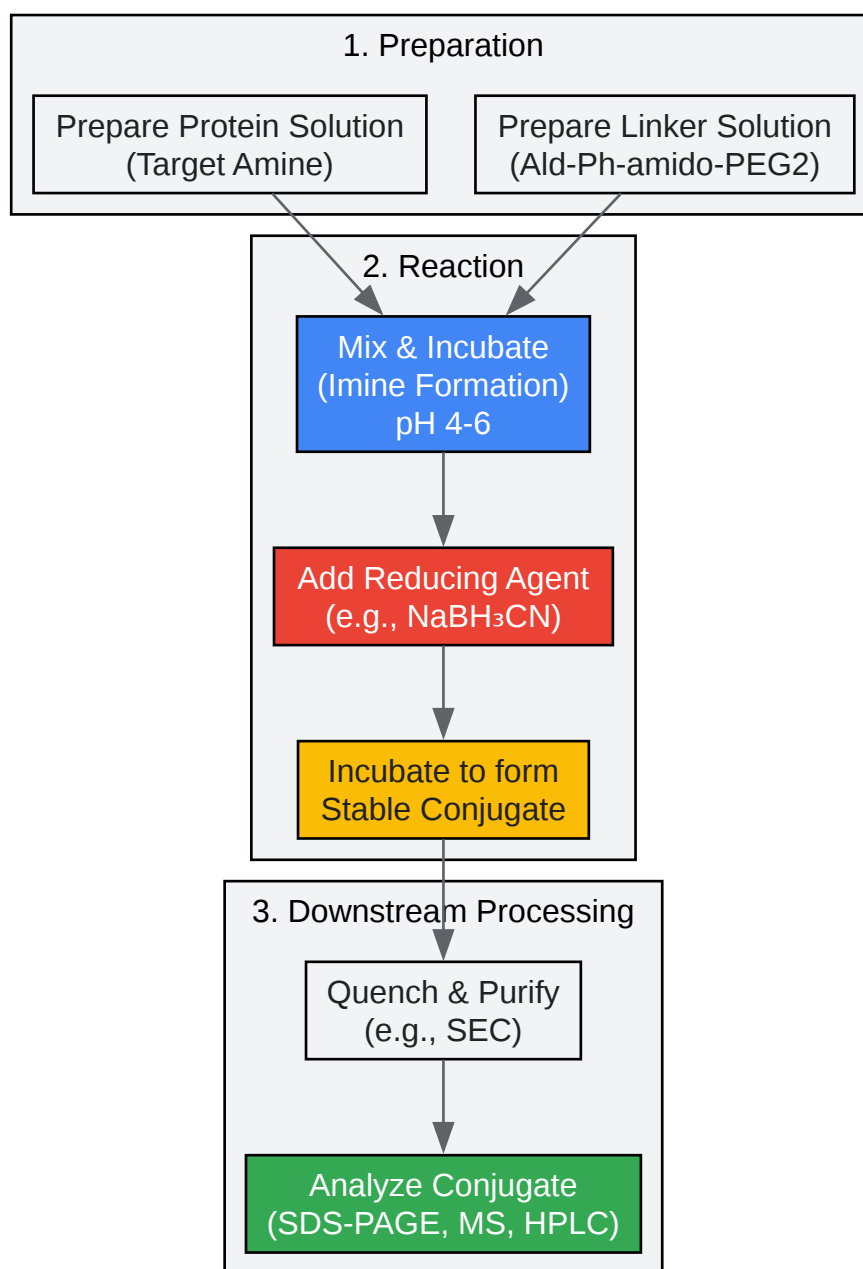 1. Preparation
Prepare Protein Solution
(Target Amine)
Prepare Linker Solution
(Ald-Ph-amido-PEG2)
2. Reaction
Mix & Incubate
(Imine Formation)
pH 4-6
Add Reducing Agent
(e.g., NaBH₃CN)
Incubate to form
Stable Conjugate
3. Downstream Processing
Quench & Purify
(e.g., SEC)
Analyze Conjugate
(SDS-PAGE, MS, HPLC)